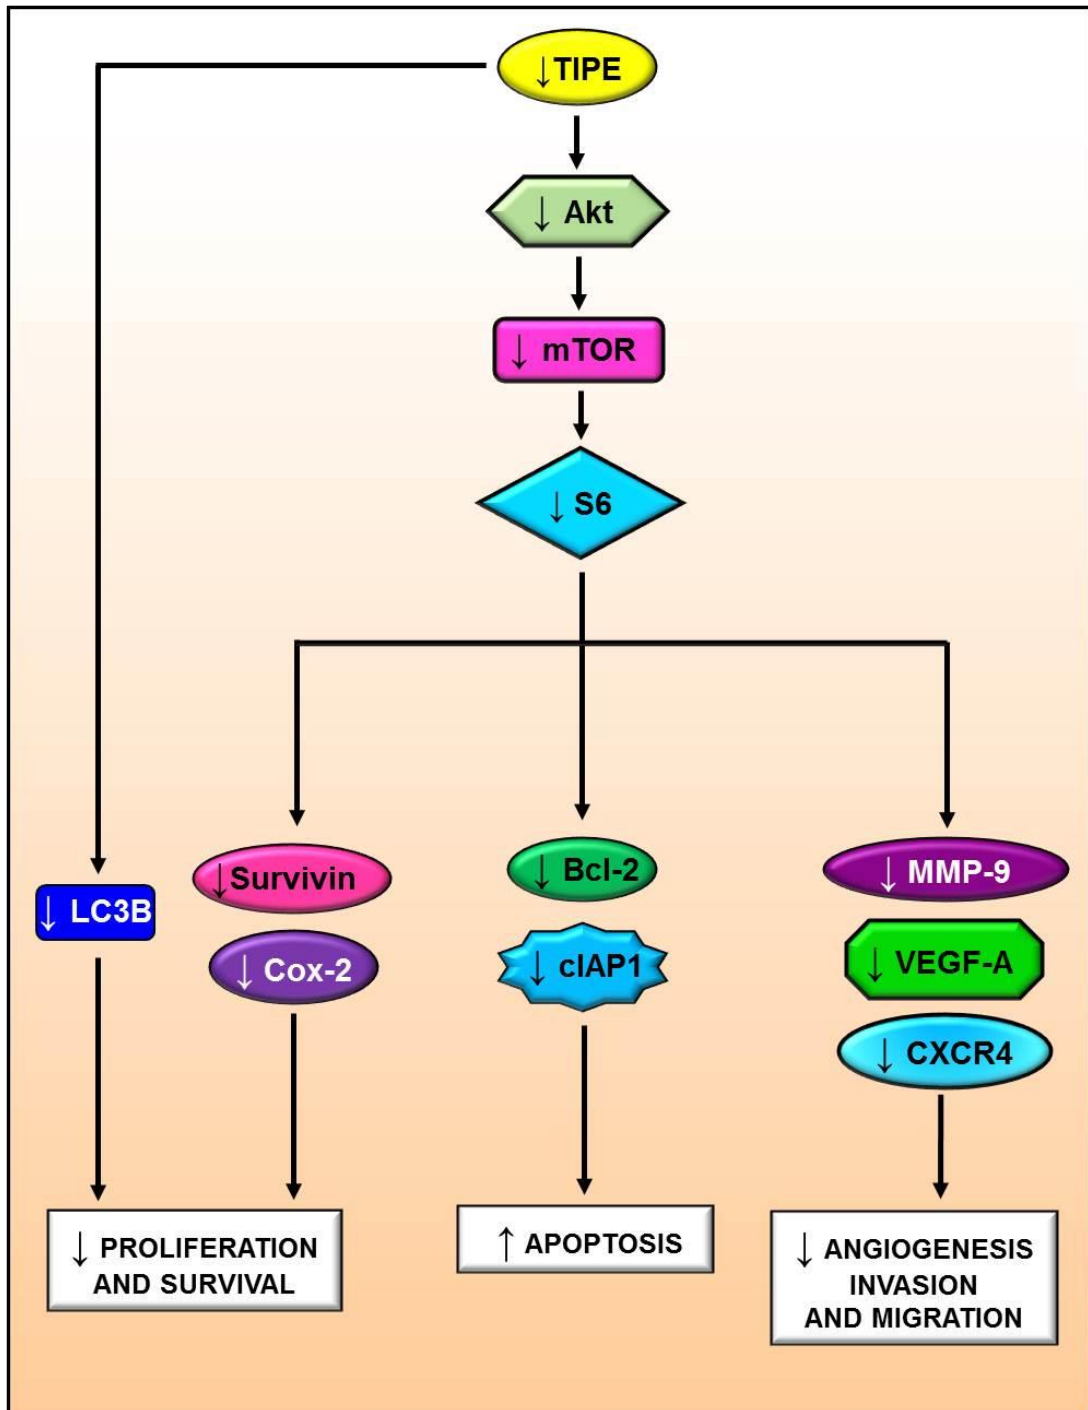 ↓TIPE
↓ Akt
↓ mTOR
↓ S6
↓ LC3B
↓Survivin
↓ Cox-2
↓ Bcl-2
↓ cIAP1
↓ MMP-9
↓ VEGF-A
↓ CXCR4
↓ PROLIFERATION
AND SURVIVAL
↑ APOPTOSIS
↓ ANGIOGENESIS
INVASION
AND MIGRATION